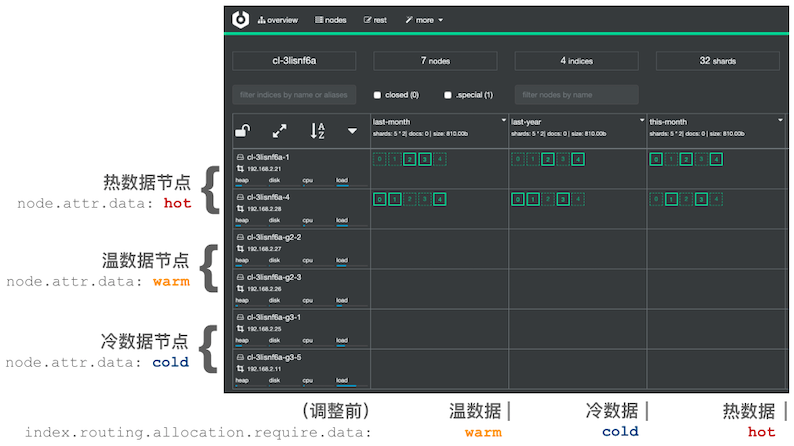 overview nodes rest more
cl-3lisnf6a 7 nodes 4 indices 32 shards
filter indices by name or aliases closed (0) .special (1) filter nodes by name
last-month last-year this-month
shards: 5 * 2| docs: 0 | size: 810.00b shards: 5 * 2| docs: 0 | size: 810.00b shards: 5 * 2| docs: 0 | size: 810.00b
A
Z
热数据节点
node.attr.data: hot
cl-3lisnf6a-1
192.168.2.21
heap disk cpu load
0 1 2 3 4 0 1 2 3 4 0 1 2 3 4
cl-3lisnf6a-4
192.168.2.28
heap disk cpu load
0 1 2 3 4 0 1 2 3 4 0 1 2 3 4
温数据节点
node.attr.data: warm
cl-3lisnf6a-g2-2
192.168.2.27
heap disk cpu load
cl-3lisnf6a-g2-3
192.168.2.26
heap disk cpu load
冷数据节点
node.attr.data: cold
cl-3lisnf6a-g3-1
192.168.2.25
heap disk cpu load
cl-3lisnf6a-g3-5
192.168.2.11
heap disk cpu load
（调整前） 温数据 冷数据 热数据
index.routing.allocation.require.data: warm cold hot